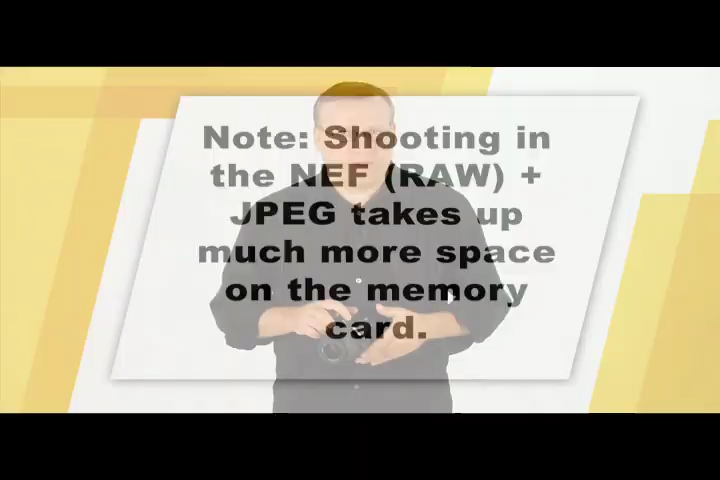 Note: Shooting in
the NEF (RAW) +
JPEG takes up
much more space
on the memory
card.